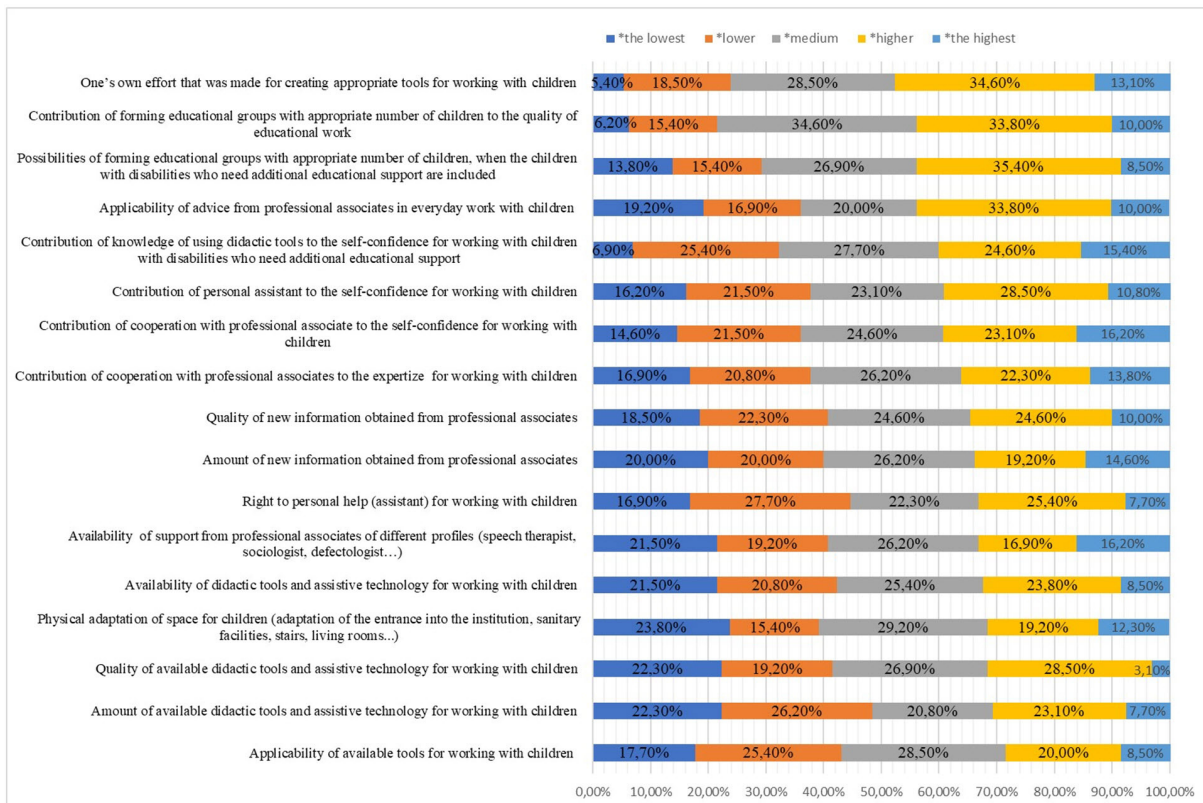 *the lowest *lower *medium *higher *the highest
One’s own effort that was made for creating appropriate tools for working with children 5,40% 18,50% 28,50% 34,60% 13,10%
Contribution of forming educational groups with appropriate number of children to the quality of
educational work 6,20% 15,40% 34,60% 33,80% 10,00%
Possibilities of forming educational groups with appropriate number of children, when the children
with disabilities who need additional educational support are included 13,80% 15,40% 26,90% 35,40% 8,50%
Applicability of advice from professional associates in everyday work with children 19,20% 16,90% 20,00% 33,80% 10,00%
Contribution of knowledge of using didactic tools to the self-confidence for working with children
with disabilities who need additional educational support 6,90% 25,40% 27,70% 24,60% 15,40%
Contribution of personal assistant to the self-confidence for working with children 16,20% 21,50% 23,10% 28,50% 10,80%
Contribution of cooperation with professional associate to the self-confidence for working with
children 14,60% 21,50% 24,60% 23,10% 16,20%
Contribution of cooperation with professional associates to the expertize for working with children 16,90% 20,80% 26,20% 22,30% 13,80%
Quality of new information obtained from professional associates 18,50% 22,30% 24,60% 24,60% 10,00%
Amount of new information obtained from professional associates 20,00% 20,00% 26,20% 19,20% 14,60%
Right to personal help (assistant) for working with children 16,90% 27,70% 22,30% 25,40% 7,70%
Availability of support from professional associates of different profiles (speech therapist,
sociologist, defectologist…) 21,50% 19,20% 26,20% 16,90% 16,20%
Availability of didactic tools and assistive technology for working with children 21,50% 20,80% 25,40% 23,80% 8,50%
Physical adaptation of space for children (adaptation of the entrance into the institution, sanitary
facilities, stairs, living rooms...) 23,80% 15,40% 29,20% 19,20% 12,30%
Quality of available didactic tools and assistive technology for working with children 22,30% 19,20% 26,90% 28,50% 3,10%
Amount of available didactic tools and assistive technology for working with children 22,30% 26,20% 20,80% 23,10% 7,70%
Applicability of available tools for working with children 17,70% 25,40% 28,50% 20,00% 8,50%
0,00% 10,00% 20,00% 30,00% 40,00% 50,00% 60,00% 70,00% 80,00% 90,00% 100,00%